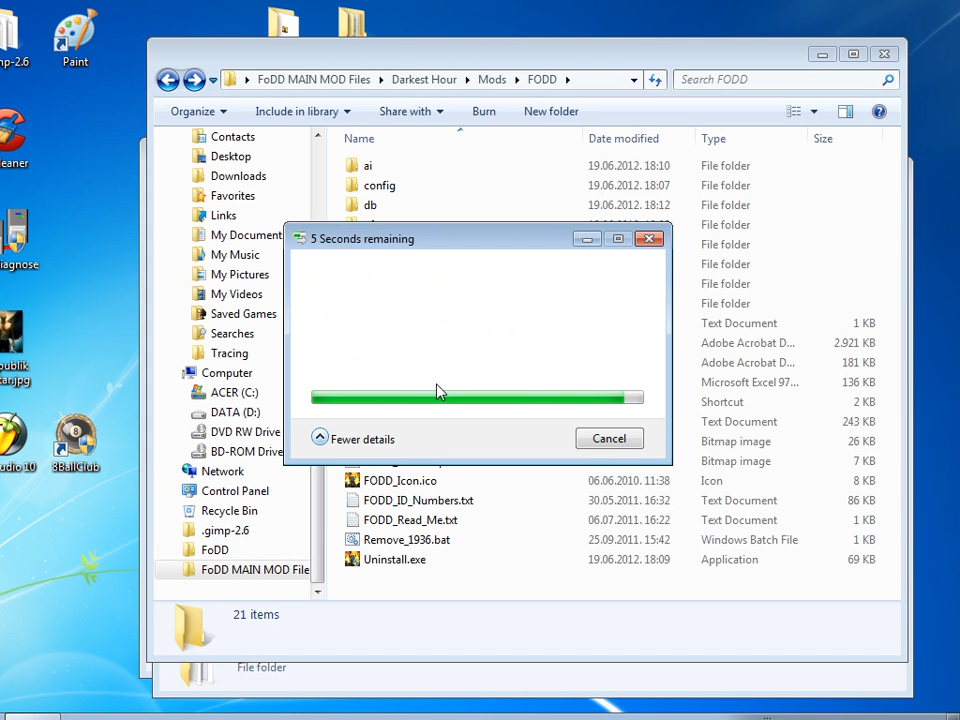 np-2.6
Paint
FoDD MAIN MOD Files
Darkest Hour
Mods
FODD
Search FODD
Organize
Include in library
Share with
Burn
New folder
Name
Date modified
Type
Size
Contacts
Desktop
Downloads
Favorites
Links
My Document
My Music
My Pictures
My Videos
Saved Games
Searches
Tracing
Computer
ACER (C:)
DATA (D:)
DVD RW Drive
BD-ROM Drive
Network
Control Panel
Recycle Bin
.gimp-2.6
FoDD
FoDD MAIN MOD File
ai 19.06.2012. 18:10 File folder
config 19.06.2012. 18:07 File folder
db 19.06.2012. 18:12 File folder
File folder
File folder
File folder
File folder
File folder
Text Document 1 KB
Adobe Acrobat D... 2.921 KB
Adobe Acrobat D... 181 KB
Microsoft Excel 97... 136 KB
Shortcut 2 KB
Text Document 243 KB
Bitmap image 26 KB
Bitmap image 7 KB
FODD_Icon.ico 06.06.2010. 11:38 Icon 8 KB
FODD_ID_Numbers.txt 30.05.2011. 16:32 Text Document 86 KB
FODD_Read_Me.txt 06.07.2011. 16:22 Text Document 1 KB
Remove_1936.bat 25.09.2011. 15:42 Windows Batch File 1 KB
Uninstall.exe 19.06.2012. 18:09 Application 69 KB
5 Seconds remaining
Fewer details
Cancel
21 items
File folder
leaner
iagnose
publik
tar.jpg
udio 10
8BallClub